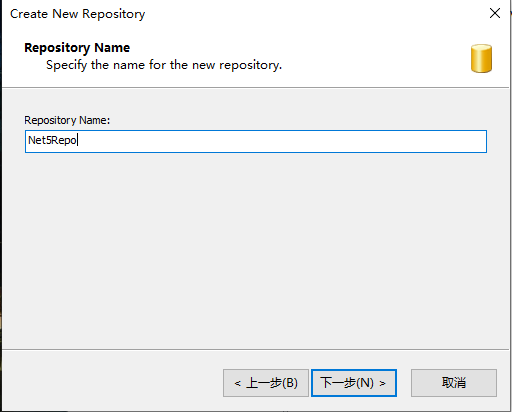 Create New Repository
Repository Name
Specify the name for the new repository.
Repository Name:
Net5Repo
< 上一步(B)
下一步(N) >
取消